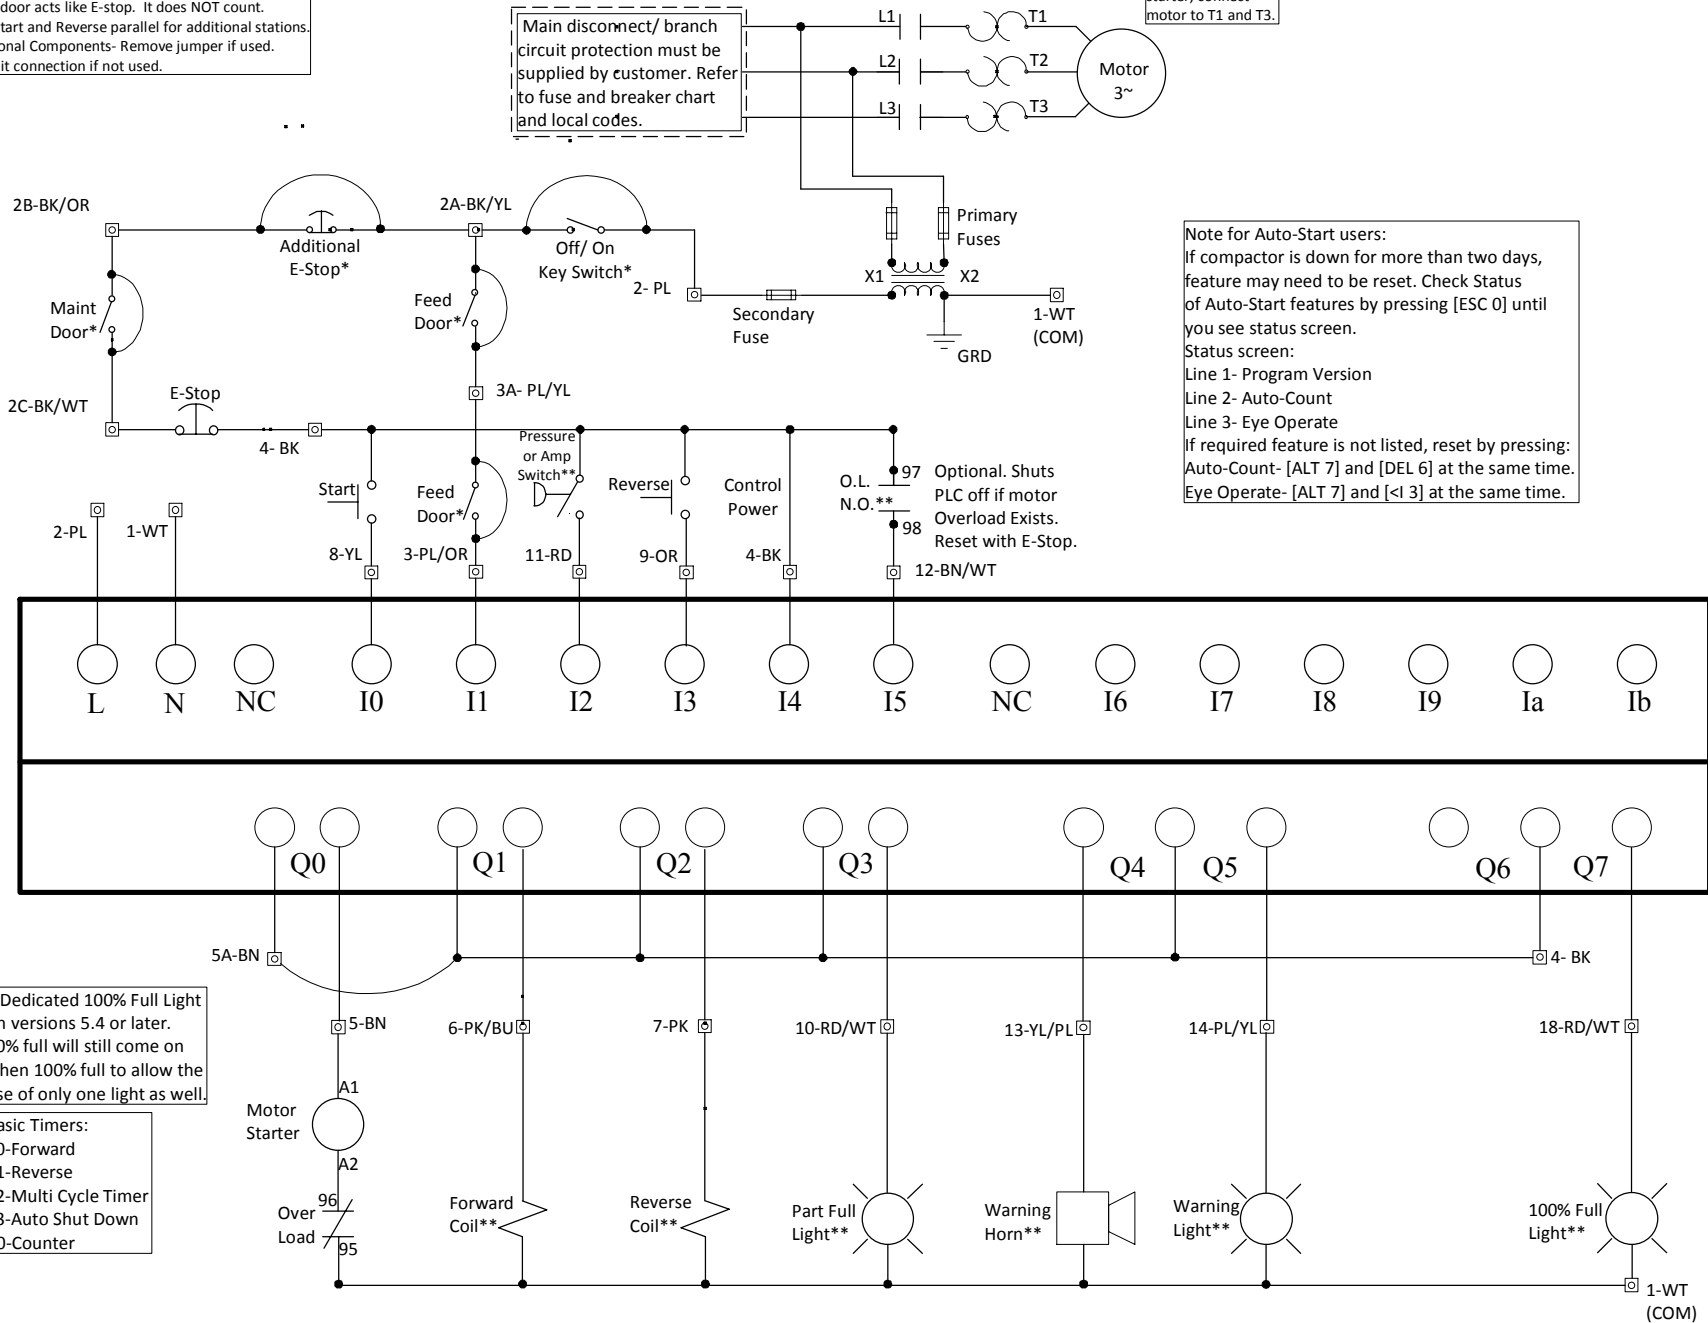 door acts like E-stop. It does NOT count.
tart and Reverse parallel for additional stations.
onal Components- Remove jumper if used.
it connection if not used.
Main disconnect/ branch
circuit protection must be
supplied by customer. Refer
to fuse and breaker chart
and local codes.
L1
T1
L2
T2
L3
T3
Motor
3~
motor to T1 and T3.
2B-BK/OR
Additional
E-Stop*
2A-BK/YL
Off/ On
Key Switch*
2- PL
Primary
Fuses
X1
X2
Secondary
Fuse
GRD
1-WT
(COM)
Maint
Door*
Feed
Door*
3A- PL/YL
2C-BK/WT
E-Stop
4- BK
Note for Auto-Start users:
If compactor is down for more than two days,
feature may need to be reset. Check Status
of Auto-Start features by pressing [ESC 0] until
you see status screen.
Status screen:
Line 1- Program Version
Line 2- Auto-Count
Line 3- Eye Operate
If required feature is not listed, reset by pressing:
Auto-Count- [ALT 7] and [DEL 6] at the same time.
Eye Operate- [ALT 7] and [<I 3] at the same time.
Start
Feed
Door*
Pressure
or Amp
Switch**
Reverse
Control
Power
O.L.
N.O.**
97
98
Optional. Shuts
PLC off if motor
Overload Exists.
Reset with E-Stop.
2-PL
1-WT
8-YL
3-PL/OR
11-RD
9-OR
4-BK
12-BN/WT
L
N
NC
I0
I1
I2
I3
I4
I5
NC
I6
I7
I8
I9
Ia
Ib
Q0
Q1
Q2
Q3
Q4
Q5
Q6
Q7
5A-BN
4- BK
Dedicated 100% Full Light
n versions 5.4 or later.
0% full will still come on
hen 100% full to allow the
se of only one light as well.
5-BN
6-PK/BU
7-PK
10-RD/WT
13-YL/PL
14-PL/YL
18-RD/WT
asic Timers:
0-Forward
1-Reverse
2-Multi Cycle Timer
3-Auto Shut Down
0-Counter
A1
Motor
Starter
A2
96
Over
Load
95
Forward
Coil**
Reverse
Coil**
Part Full
Light**
Warning
Horn**
Warning
Light**
100% Full
Light**
1-WT
(COM)